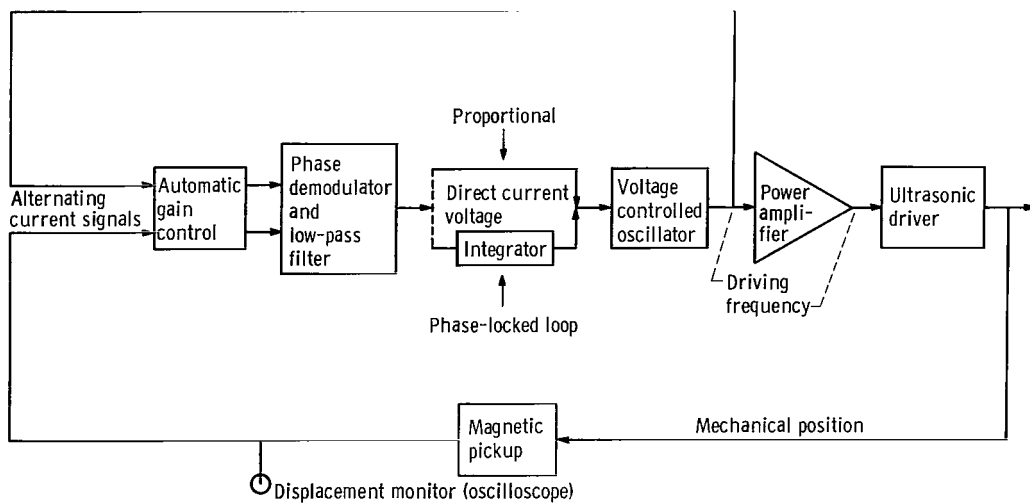 Proportional
Alternating
current signals
Automatic
gain
control
Phase
demodulator
and
low-pass
filter
Direct current
voltage
Integrator
Phase-locked loop
Voltage
controlled
oscillator
Power
ampli-
fier
Driving
frequency
Ultrasonic
driver
Magnetic
pickup
Mechanical position
Displacement monitor (oscilloscope)